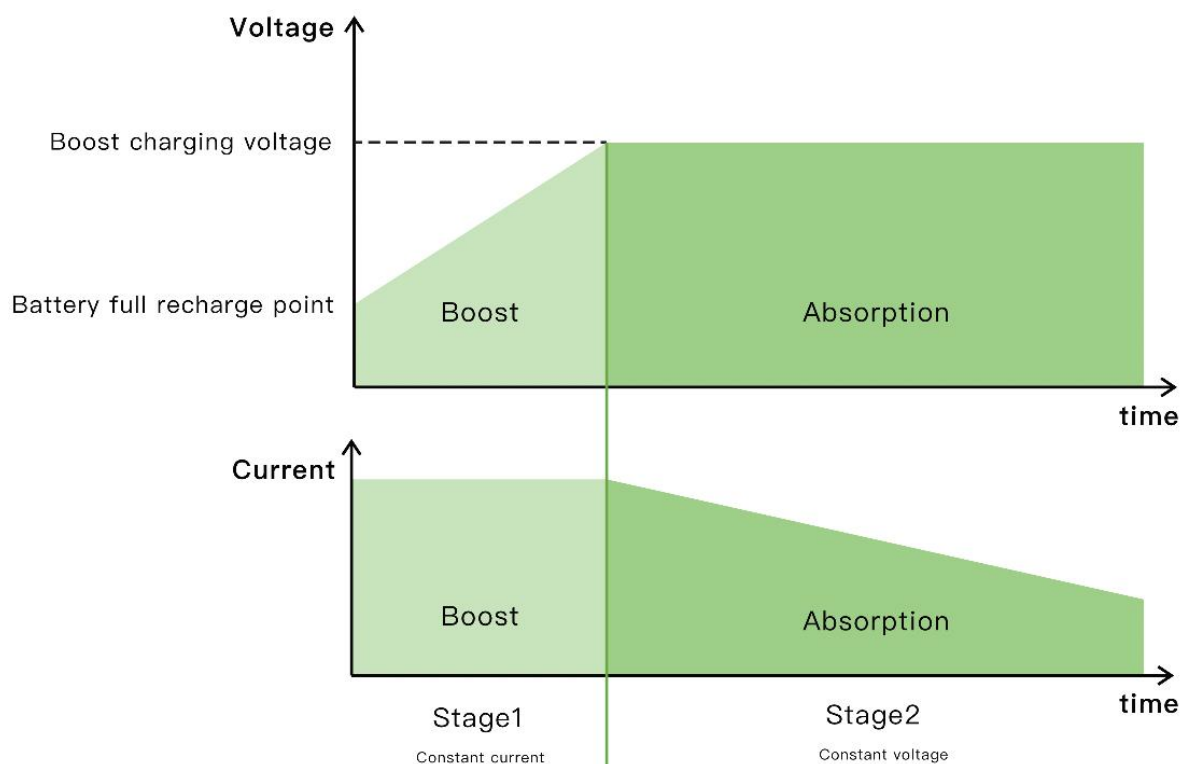 Voltage
Boost charging voltage
Battery full recharge point
Boost
Absorption
time
Current
Boost
Absorption
time
Stage1
Stage2
Constant current
Constant voltage